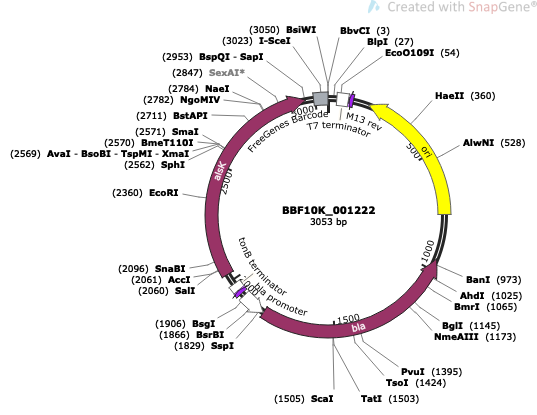 Created with SnapGene®
(3050) BsiWI
(3023) I-SceI
(2953) BspQI - SapI
(2847) SexAI*
(2784) NaeI
(2782) NgoMIV
(2711) BstAPI
(2571) SmaI
(2570) BmeT110I
(2569) AvaI - BsoBI - TspMI - XmaI
(2562) SphI
(2360) EcoRI
(2096) SnaBI
(2061) AccI
(2060) SalI
(1906) BsgI
(1866) BsrBI
(1829) SspI
(1505) ScaI
BbvCI (3)
BlpI (27)
EcoO109I (54)
HaeII (360)
AlwNI (528)
BanI (973)
AhdI (1025)
BmrI (1065)
BglI (1145)
NmeAIII (1173)
PvuI (1395)
TsoI (1424)
TatI (1503)
FreeGenes Barcode
T7 terminator
M13 rev
ori
500
1000
1500
2500
bla
bla promoter
tonB terminator
alsK
BBF10K_001222
3053 bp